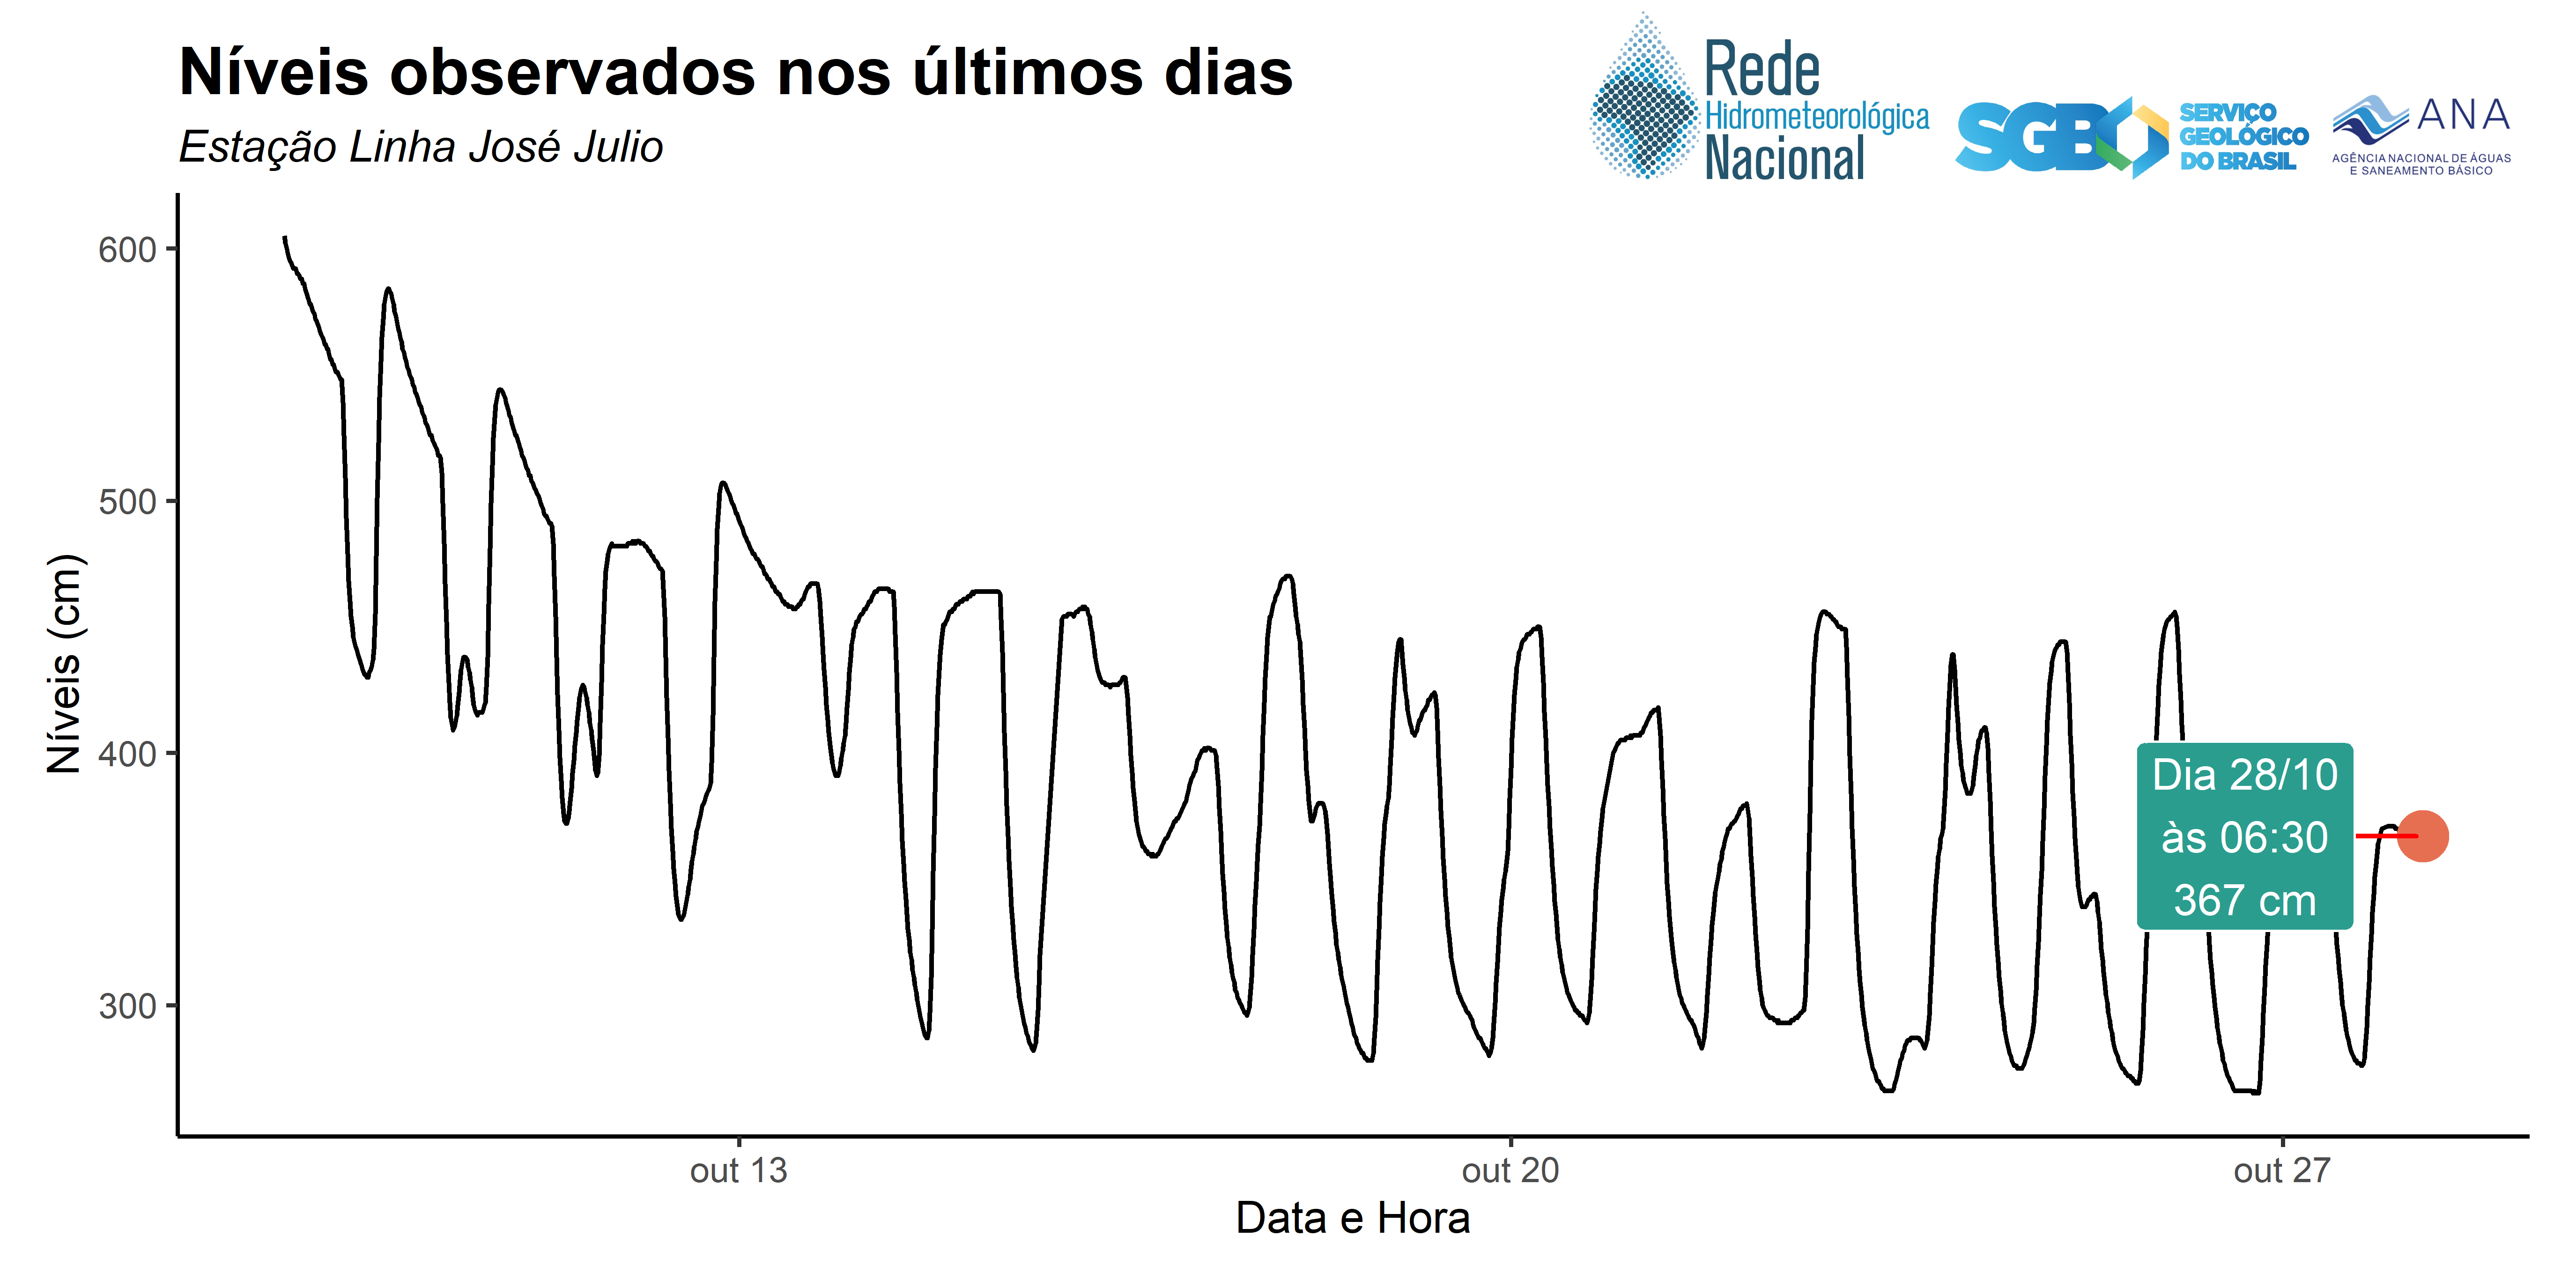 Níveis observados nos últimos dias
Estação Linha José Julio
Rede
Hidrometeorológica
Nacional
SGB
SERVIÇO
GEOLÓGICO
DO BRASIL
ANA
AGÊNCIA NACIONAL DE ÁGUAS
E SANEAMENTO BÁSICO
Níveis (cm)
600
500
400
300
Dia 28/10
às 06:30
367 cm
out 13
out 20
out 27
Data e Hora